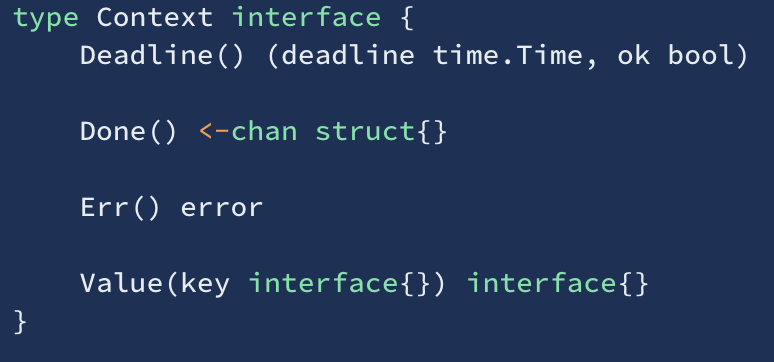 type Context interface {
    Deadline() (deadline time.Time, ok bool)
    Done() <-chan struct{}
    Err() error
    Value(key interface{}) interface{}
}